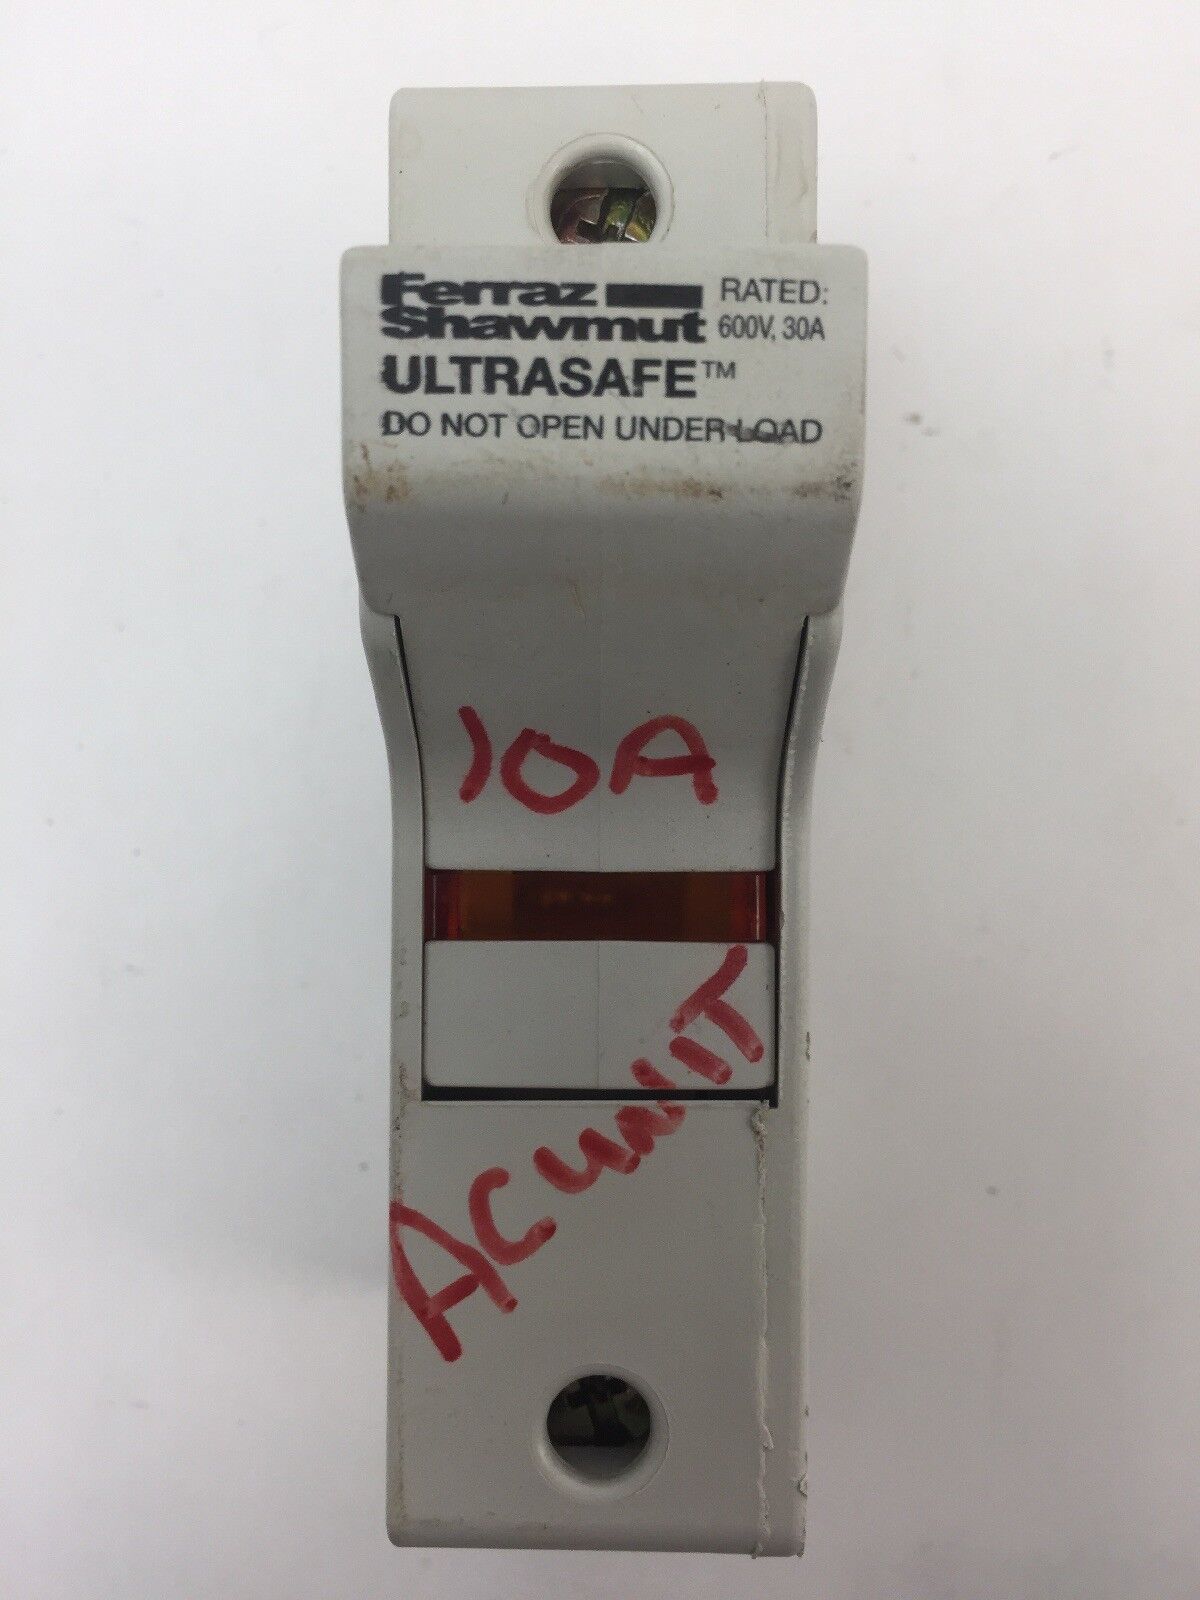 Ferraz
Shawmut
RATED:
600V, 30A
ULTRASAFE™
DO NOT OPEN UNDER LOAD
10A
AC UNIT